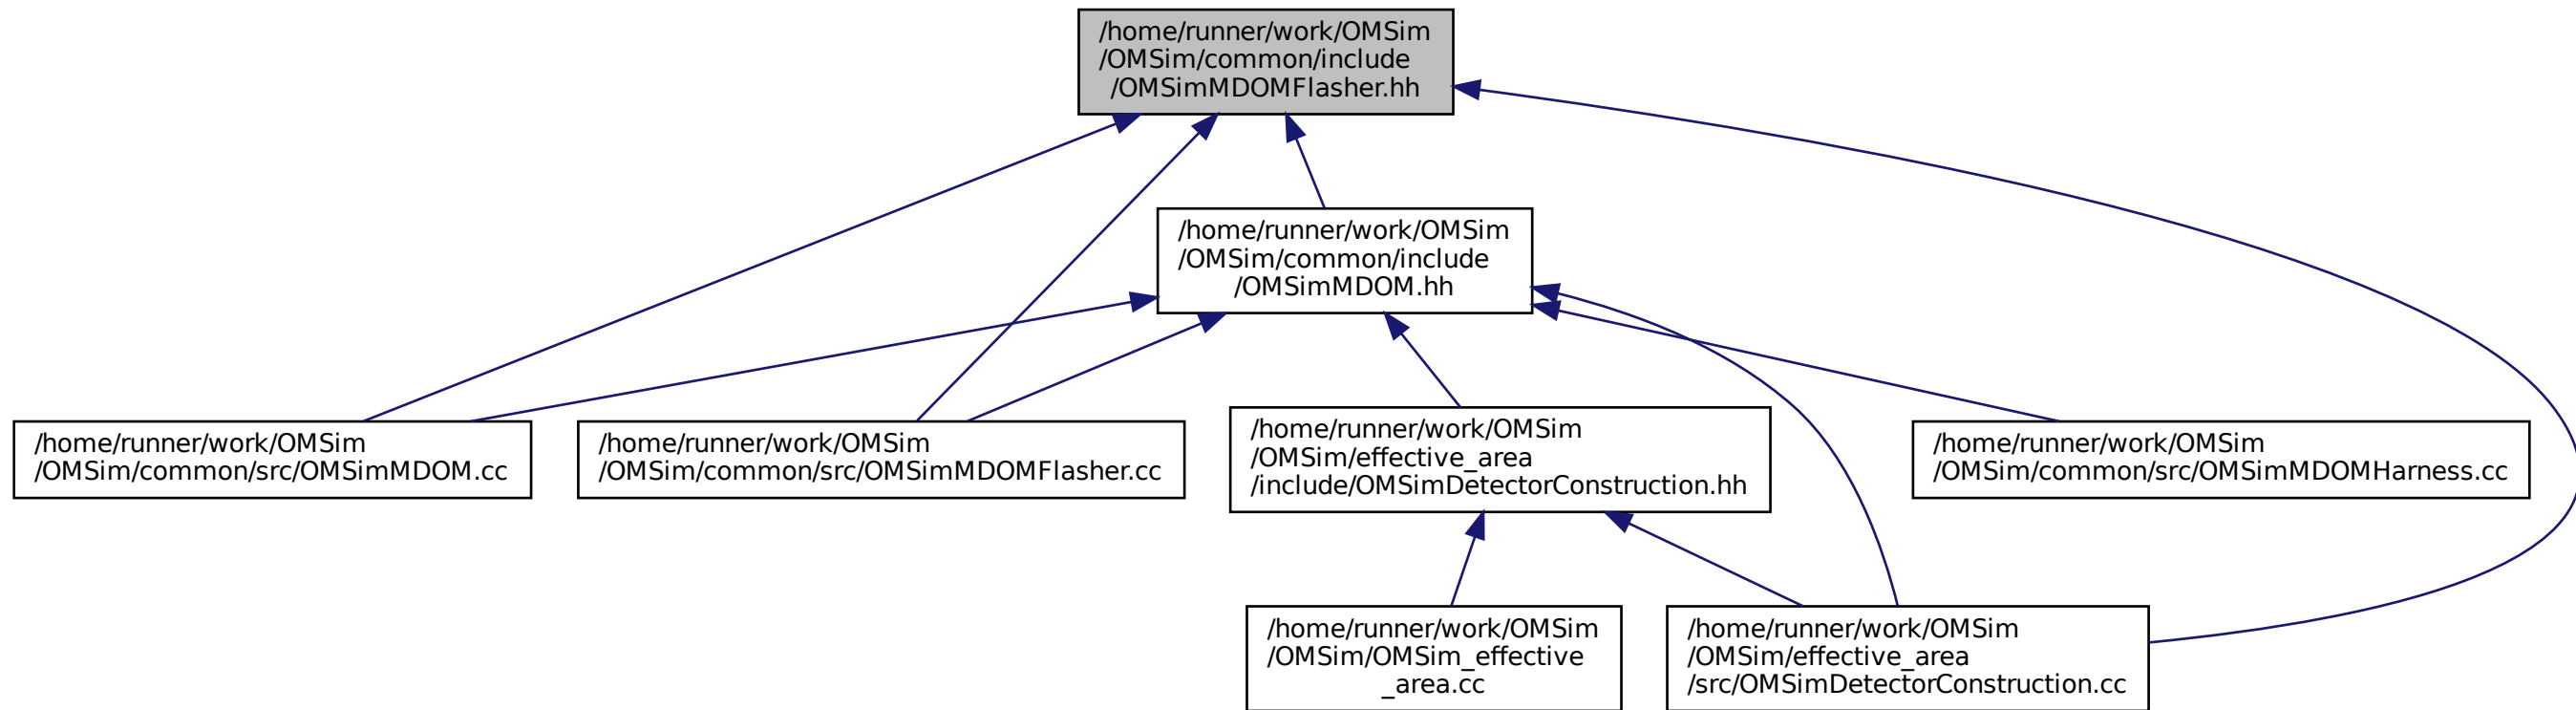 /home/runner/work/OMSim
/OMSim/common/include
/OMSimMDOMFlasher.hh
/home/runner/work/OMSim
/OMSim/common/include
/OMSimMDOM.hh
/home/runner/work/OMSim
/OMSim/common/src/OMSimMDOM.cc
/home/runner/work/OMSim
/OMSim/common/src/OMSimMDOMFlasher.cc
/home/runner/work/OMSim
/OMSim/effective_area
/include/OMSimDetectorConstruction.hh
/home/runner/work/OMSim
/OMSim/common/src/OMSimMDOMHarness.cc
/home/runner/work/OMSim
/OMSim/OMSim_effective
_area.cc
/home/runner/work/OMSim
/OMSim/effective_area
/src/OMSimDetectorConstruction.cc